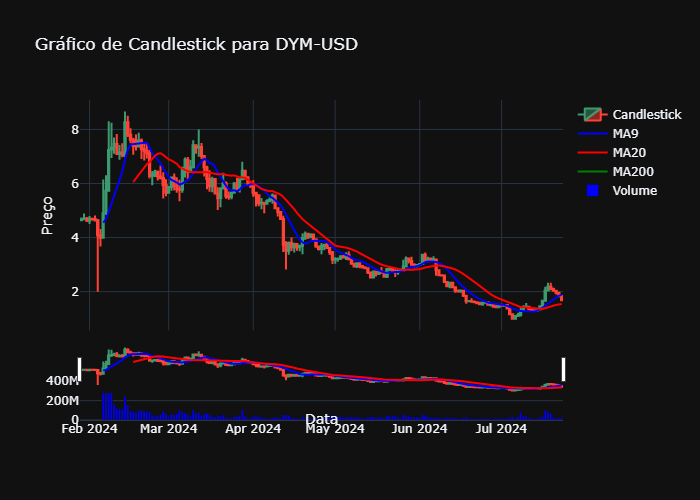 Gráfico de Candlestick para DYM-USD
Candlestick
MA9
MA20
MA200
Volume
Preço
8
6
4
2
400M
200M
0
Data
Feb 2024
Mar 2024
Apr 2024
May 2024
Jun 2024
Jul 2024